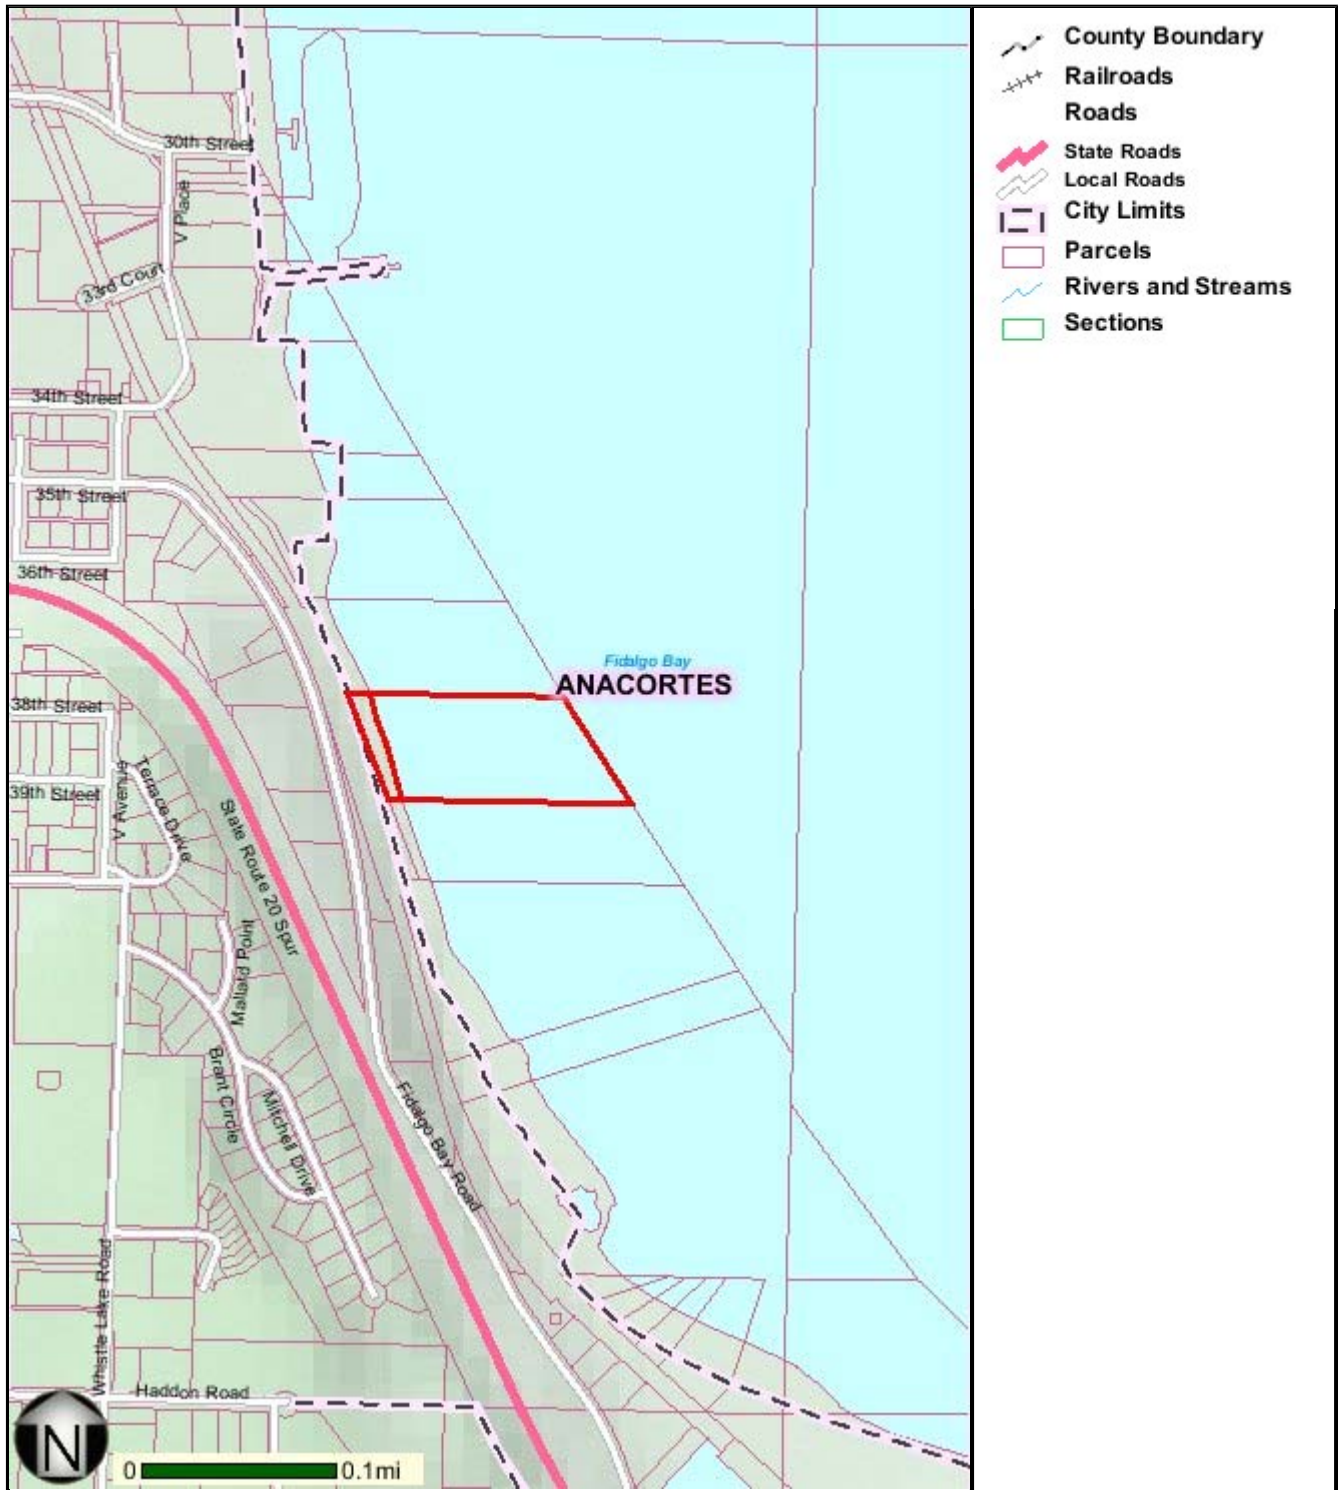 County Boundary
Railroads
Roads
State Roads
Local Roads
City Limits
Parcels
Rivers and Streams
Sections
30th Street
V Place
33rd Court
34th Street
35th Street
36th Street
Fidalgo Bay
ANACORTES
38th Street
39th Street
V Avenue
Terrace Drive
State Route 20 Spur
Mallard Point
Brant Circle
Mitchell Drive
Fidalgo Bay Road
Whistle Lake Road
Haddon Road
N
0 0.1mi